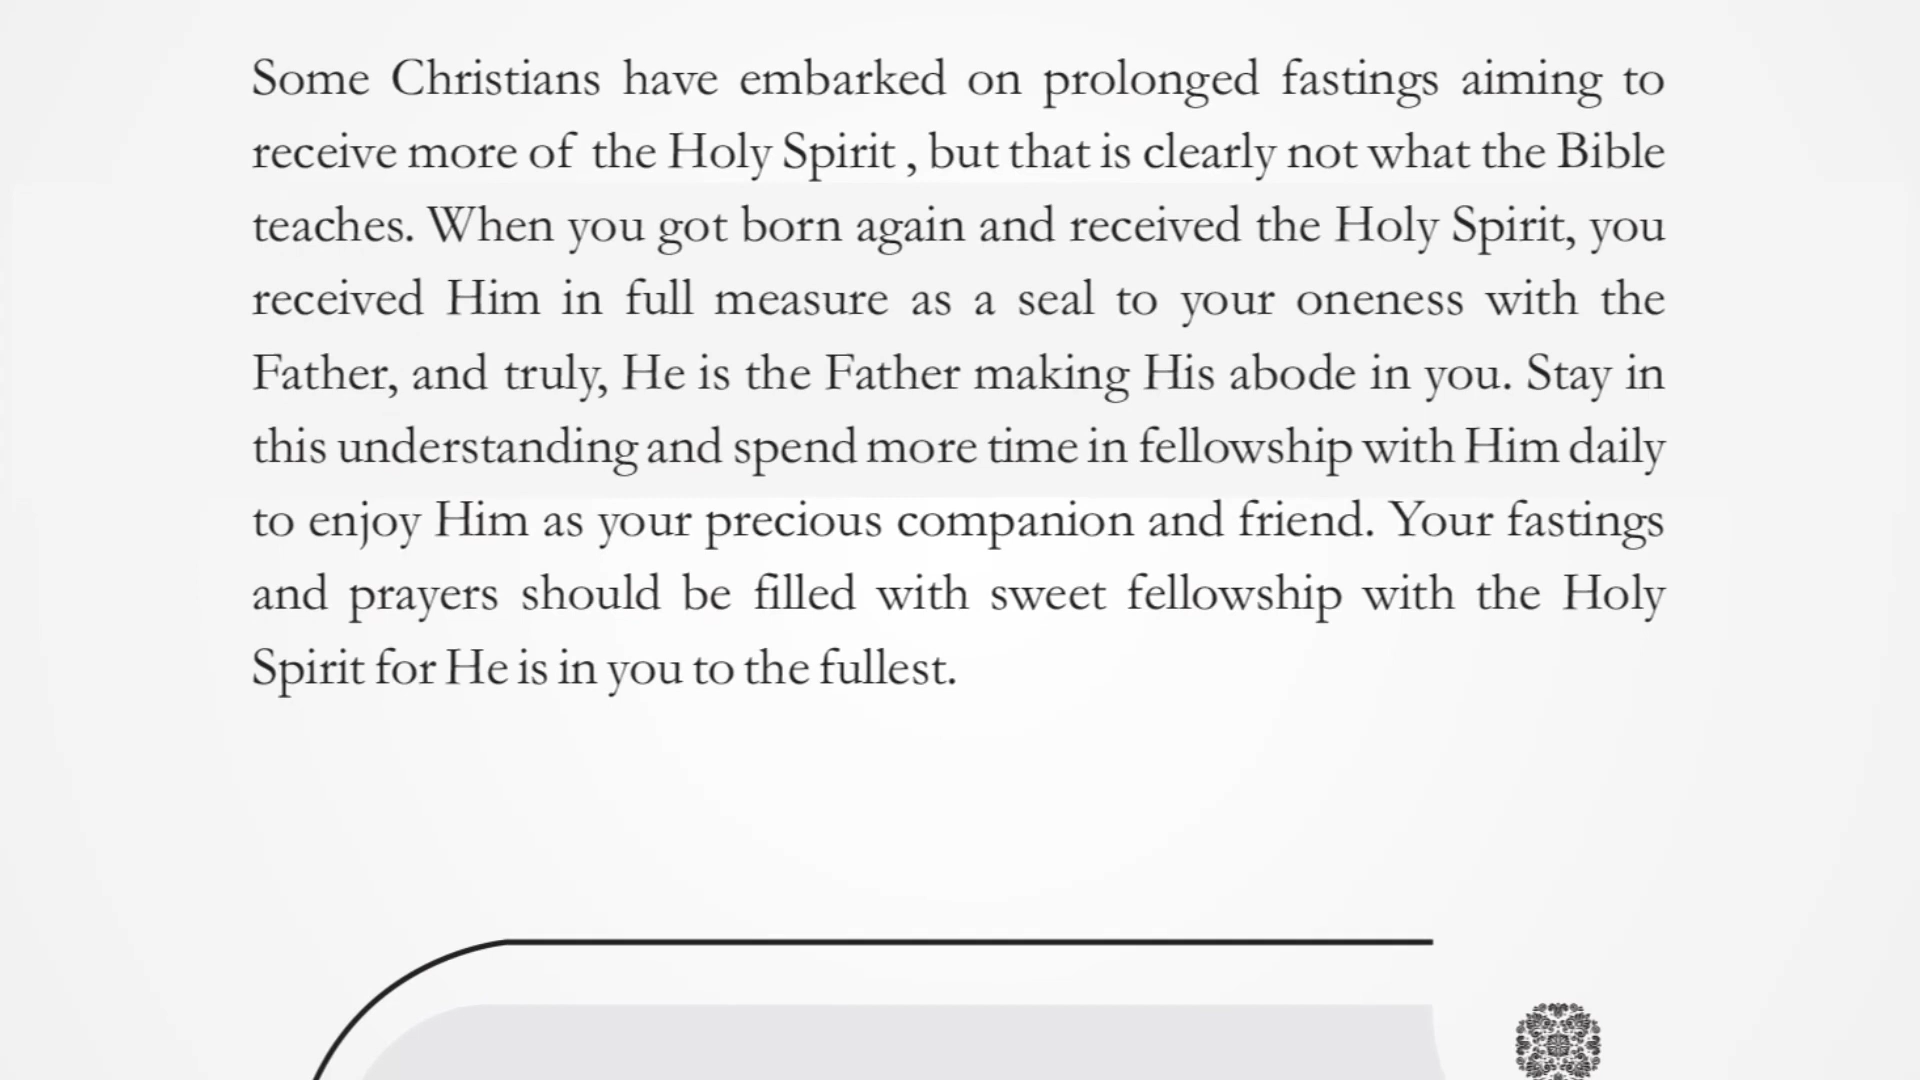 Some Christians have embarked on prolonged fastings aiming to
receive more of the Holy Spirit , but that is clearly not what the Bible
teaches. When you got born again and received the Holy Spirit, you
received Him in full measure as a seal to your oneness with the
Father, and truly, He is the Father making His abode in you. Stay in
this understanding and spend more time in fellowship with Him daily
to enjoy Him as your precious companion and friend. Your fastings
and prayers should be filled with sweet fellowship with the Holy
Spirit for He is in you to the fullest.